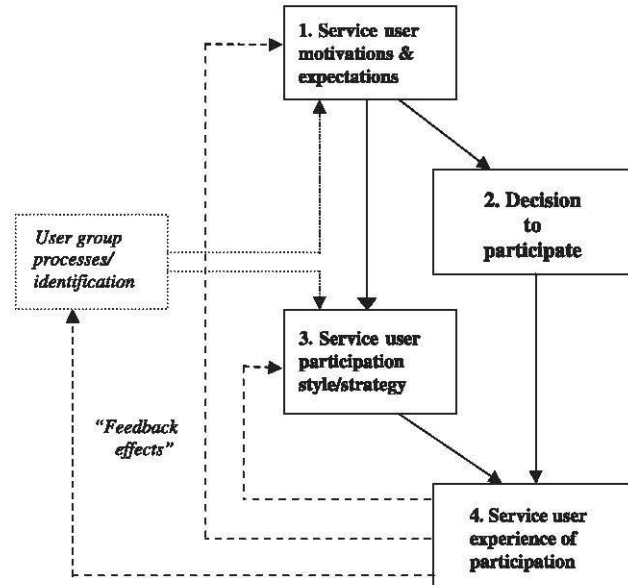 1. Service user
motivations &
expectations
2. Decision
to
participate
User group
processes/
identification
3. Service user
participation
style/strategy
“Feedback
effects”
4. Service user
experience of
participation